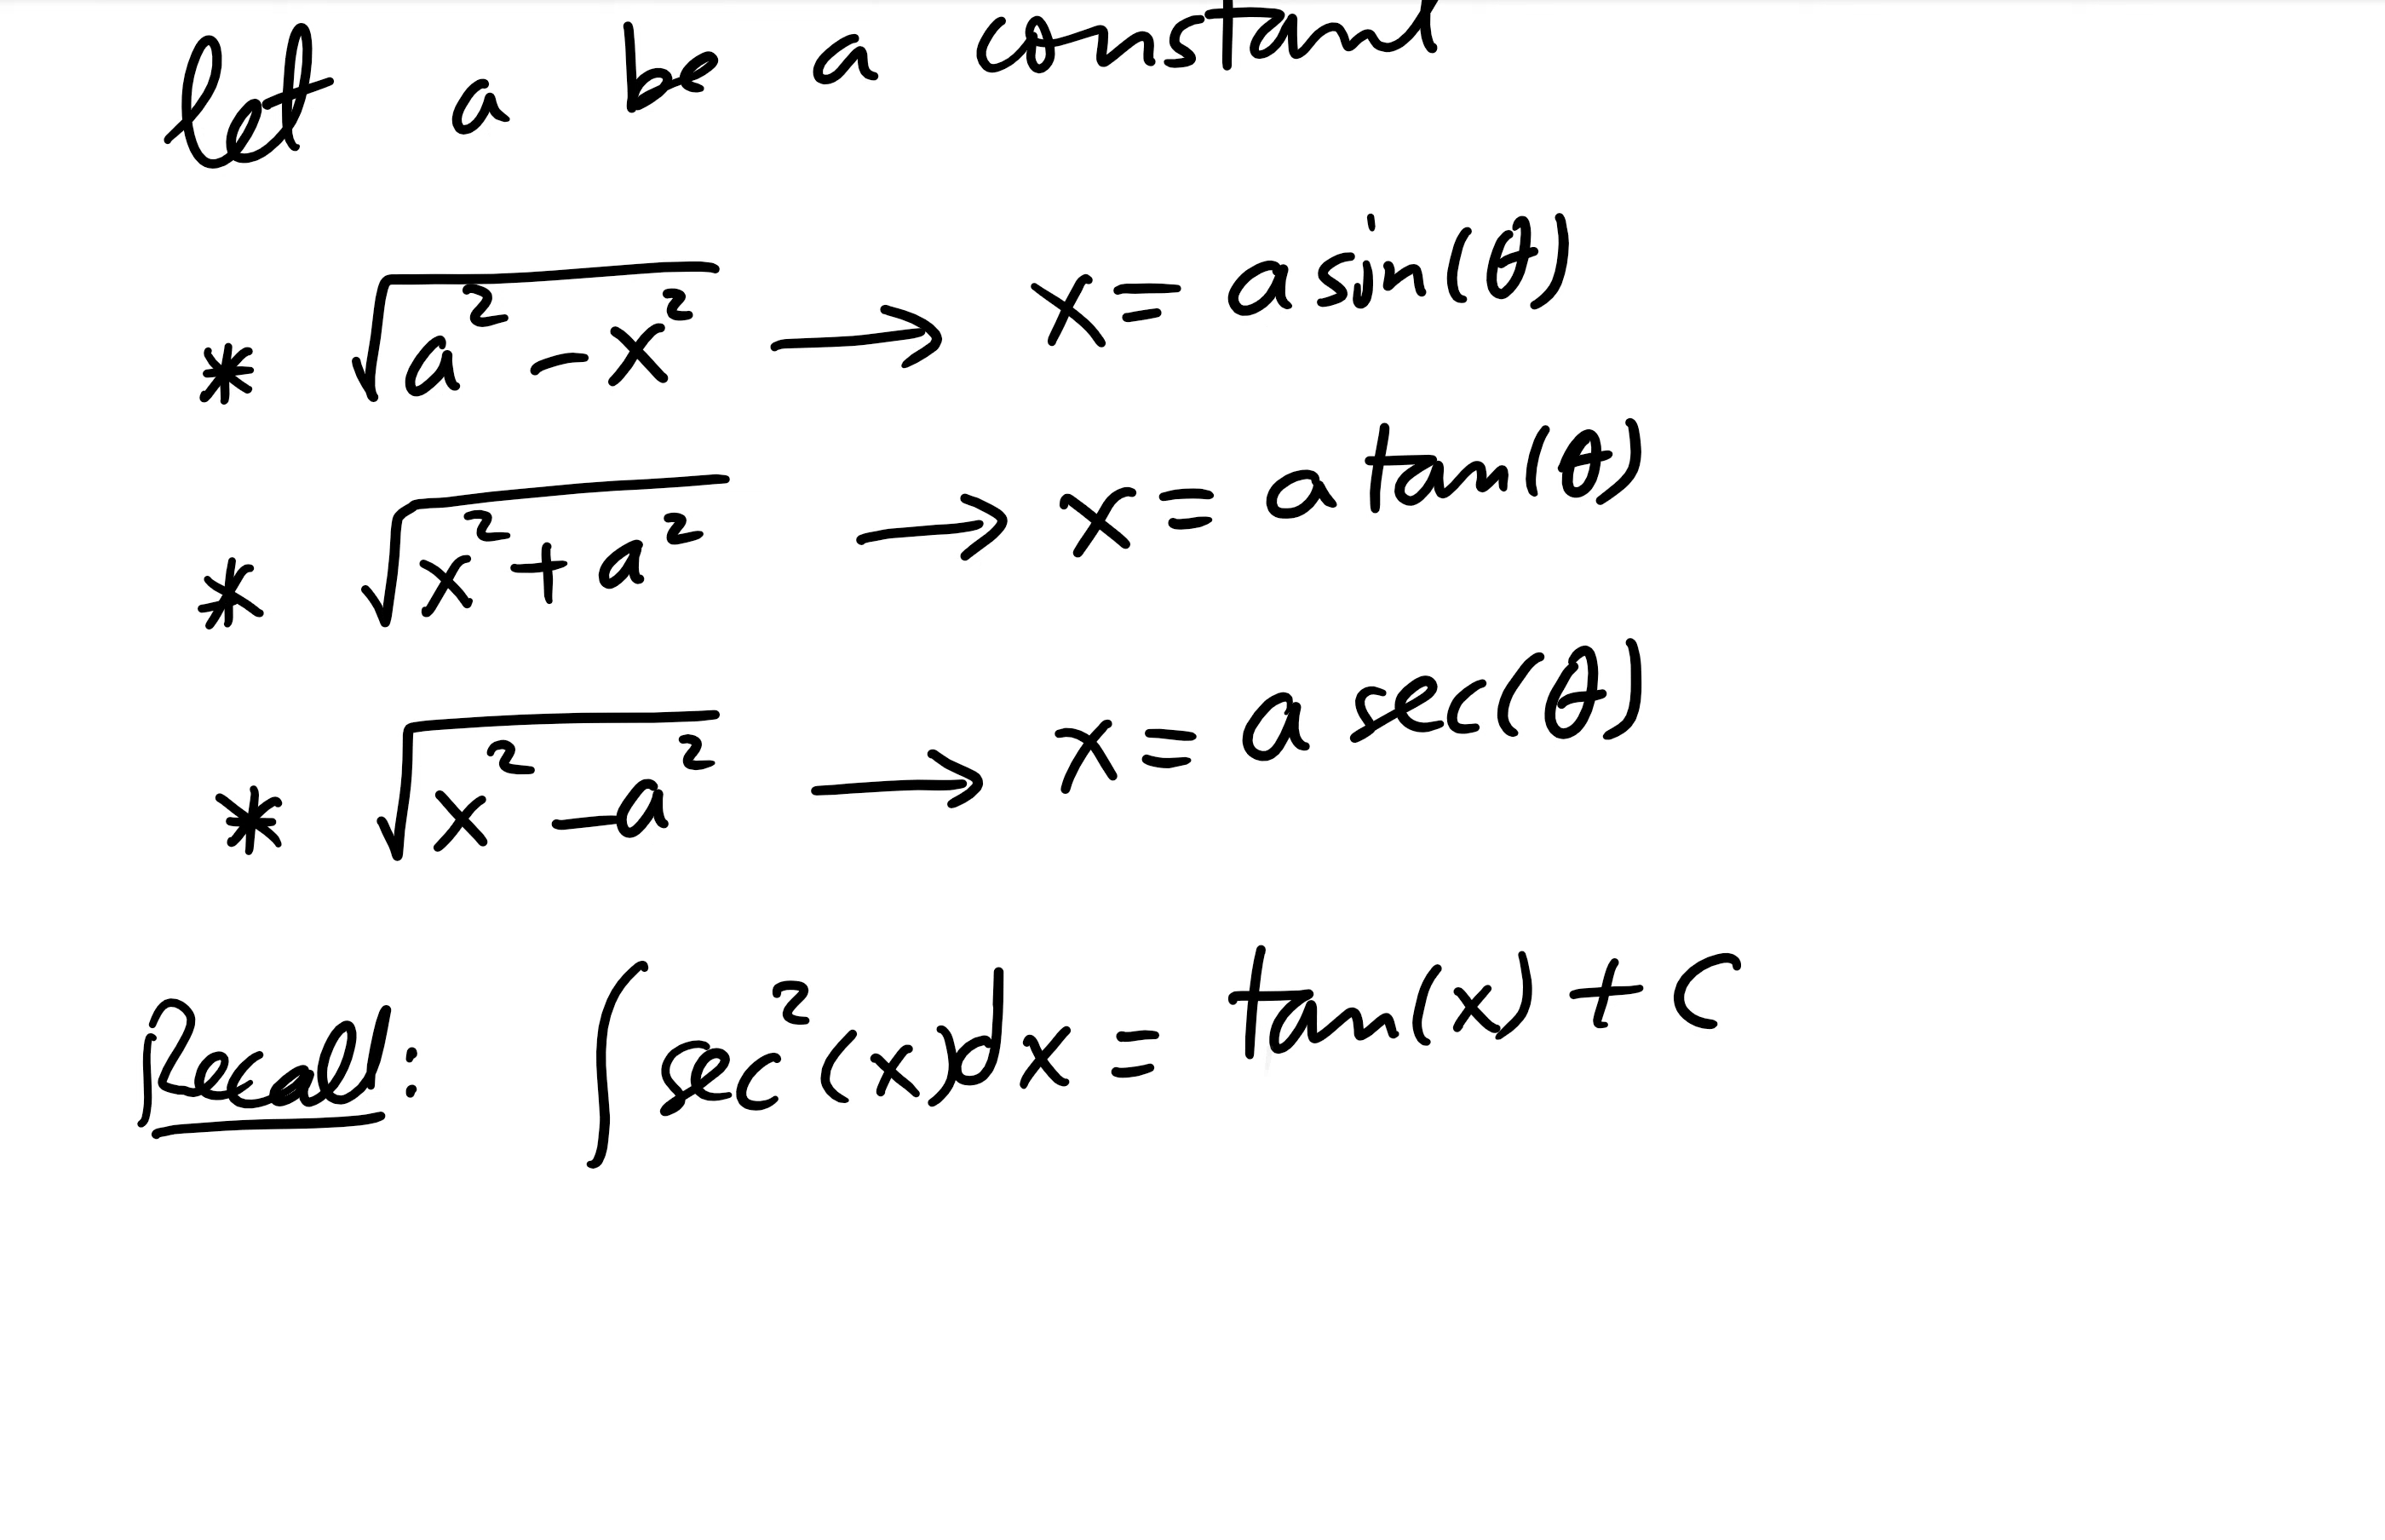 let a be a constant
* √(a² - x²) → x = a sin(θ)
* √(x² + a²) → x = a tan(θ)
* √(x² - a²) → x = a sec(θ)
Recall: ∫ sec²(x) dx = tan(x) + C